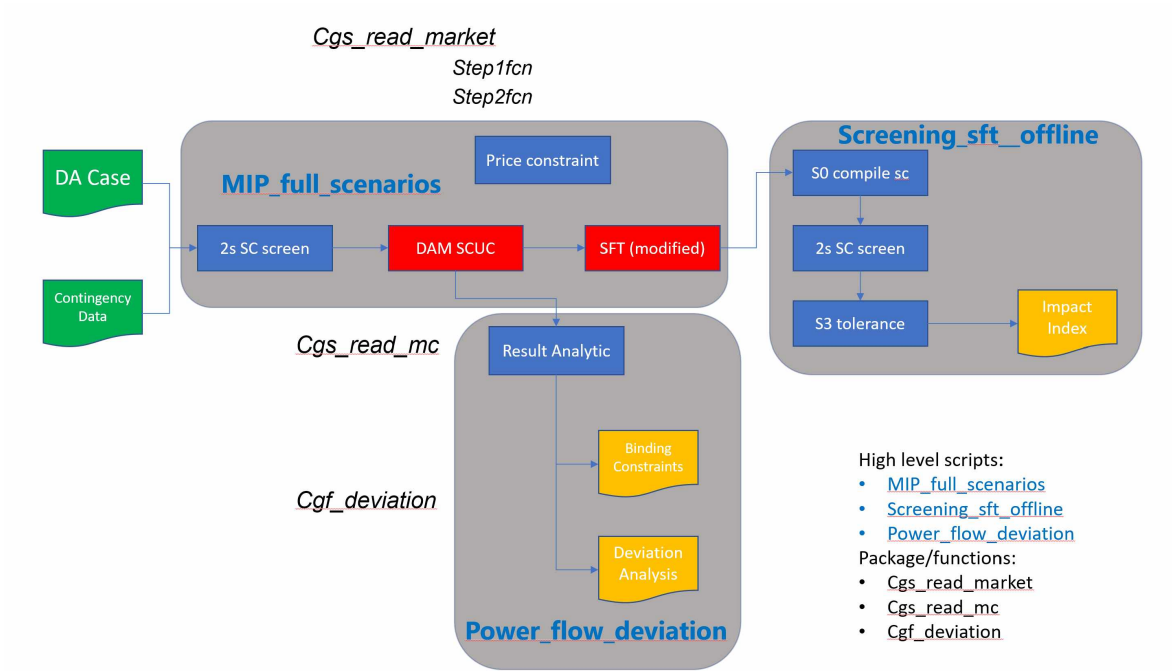 Cgs_read_market
Step1fcn
Step2fcn
DA Case
Contingency
Data
MIP_full_scenarios
Price constraint
2s SC screen
DAM SCUC
SFT (modified)
Screening_sft__offline
S0 compile sc
2s SC screen
S3 tolerance
Impact
Index
Cgs_read_mc
Result Analytic
Binding
Constraints
Cgf_deviation
Deviation
Analysis
Power_flow_deviation
High level scripts:
• MIP_full_scenarios
• Screening_sft_offline
• Power_flow_deviation
Package/functions:
• Cgs_read_market
• Cgs_read_mc
• Cgf_deviation